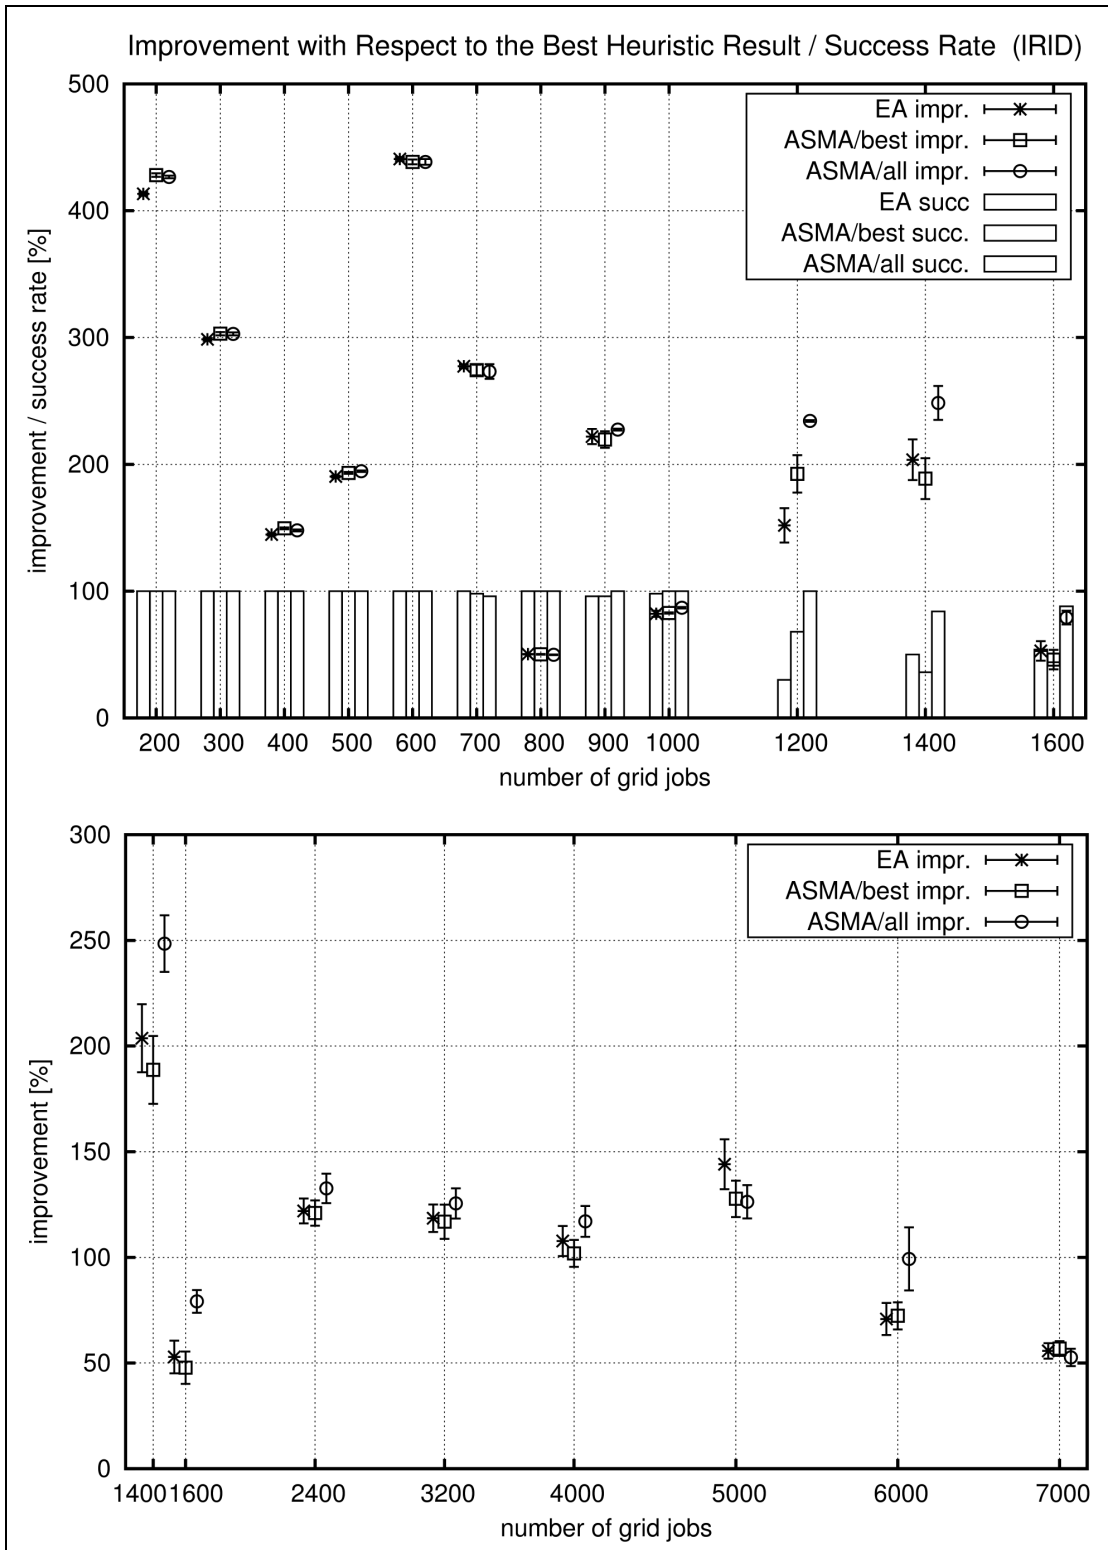 Improvement with Respect to the Best Heuristic Result / Success Rate (IRID)
500
400
300
200
100
0
improvement / success rate [%]
EA impr.
ASMA/best impr.
ASMA/all impr.
EA succ
ASMA/best succ.
ASMA/all succ.
200 300 400 500 600 700 800 900 1000 1200 1400 1600
number of grid jobs
300
250
200
150
100
50
0
improvement [%]
EA impr.
ASMA/best impr.
ASMA/all impr.
1400 1600 2400 3200 4000 5000 6000 7000
number of grid jobs